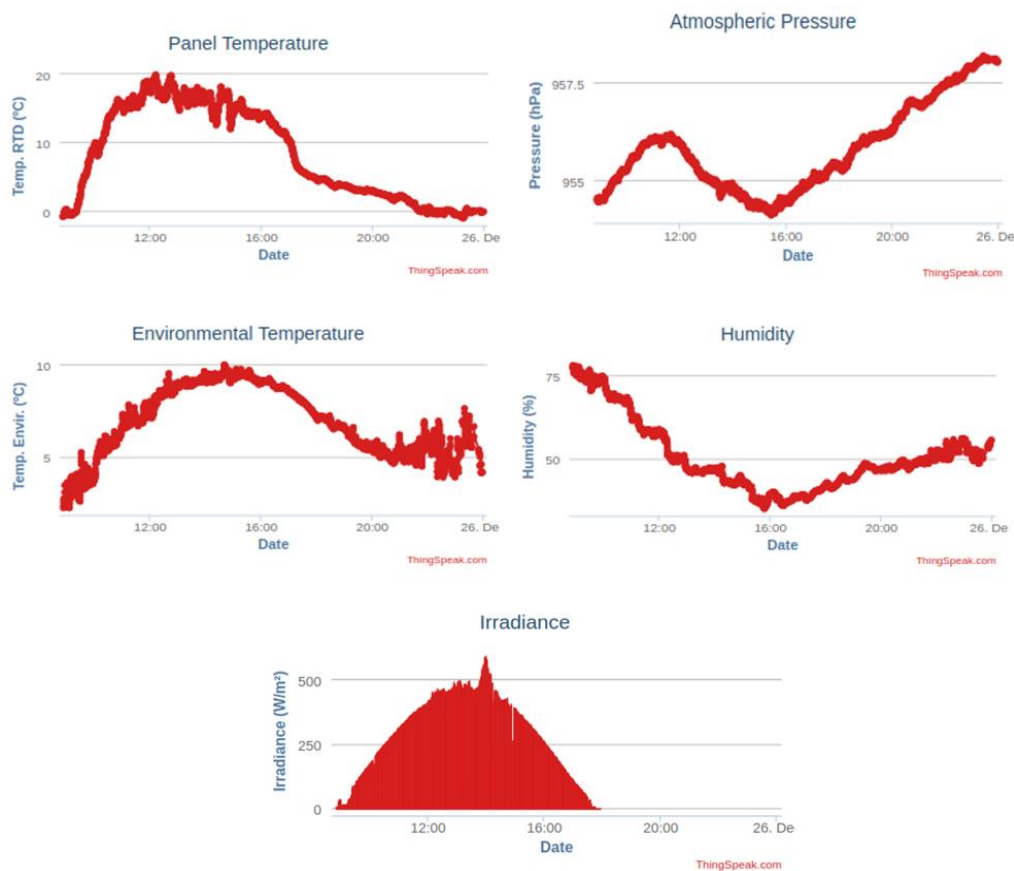 Panel Temperature
Temp. RTD (ºC)
20
10
0
12:00 16:00 20:00 26. De
Date
ThingSpeak.com
Atmospheric Pressure
Pressure (hPa)
957.5
955
12:00 16:00 20:00 26. De
Date
ThingSpeak.com
Environmental Temperature
Temp. Envir. (ºC)
10
5
12:00 16:00 20:00 26. De
Date
ThingSpeak.com
Humidity
Humidity (%)
75
50
12:00 16:00 20:00 26. De
Date
ThingSpeak.com
Irradiance
Irradiance (W/m²)
500
250
0
12:00 16:00 20:00 26. De
Date
ThingSpeak.com